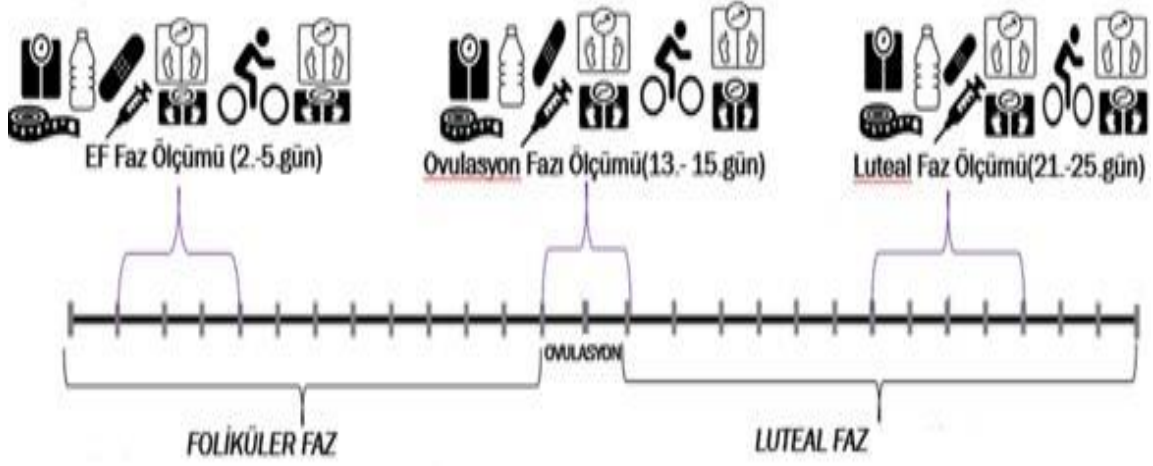 EF Faz Ölçümü (2.-5.gün)
Ovulasyon Fazı Ölçümü(13.- 15.gün)
Luteal Faz Ölçümü(21.-25.gün)
OVULASYON
FOLİKÜLER FAZ
LUTEAL FAZ